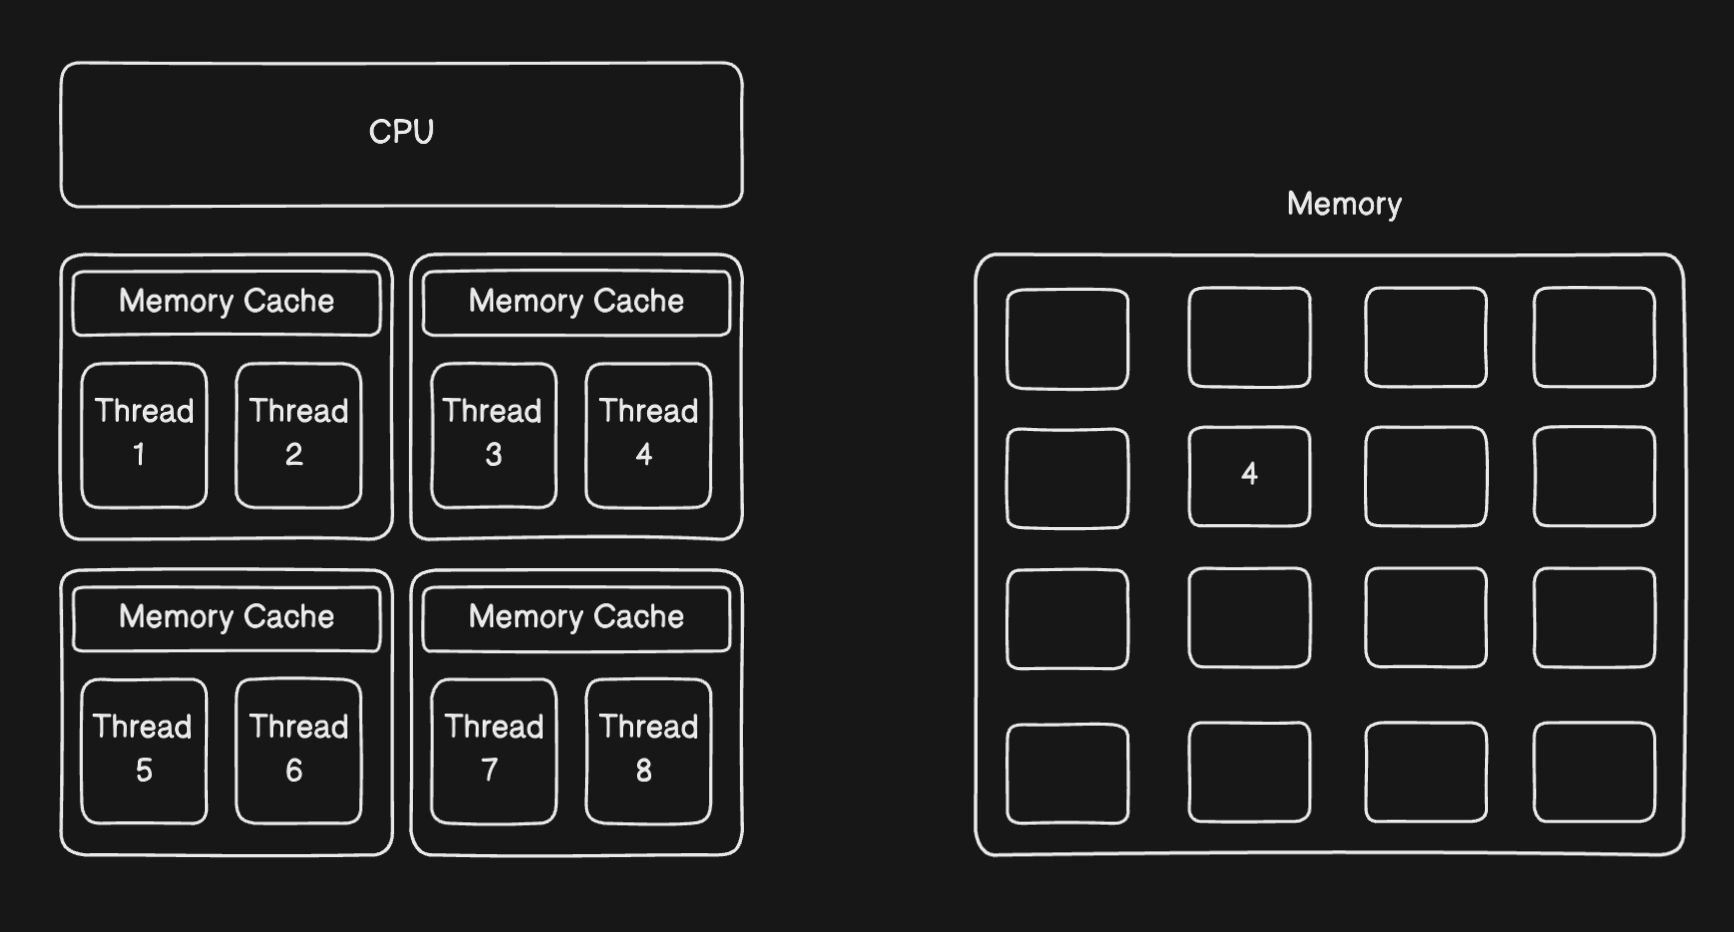 CPU
Memory
Memory Cache
Memory Cache
Thread
1
Thread
2
Thread
3
Thread
4
4
Memory Cache
Memory Cache
Thread
5
Thread
6
Thread
7
Thread
8